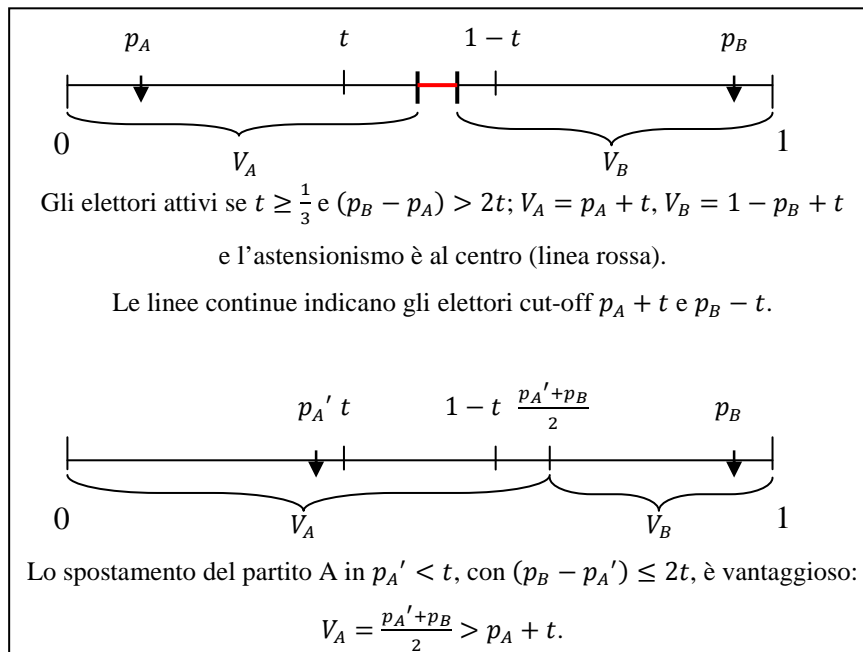 p_A t 1 − t p_B
0 V_A V_B 1
Gli elettori attivi se t ≥ 1/3 e (p_B − p_A) > 2t; V_A = p_A + t, V_B = 1 − p_B + t
e l’astensionismo è al centro (linea rossa).
Le linee continue indicano gli elettori cut-off p_A + t e p_B − t.
p_A′ t 1 − t (p_A′+p_B)/2 p_B
0 V_A V_B 1
Lo spostamento del partito A in p_A′ < t, con (p_B − p_A′) ≤ 2t, è vantaggioso:
V_A = (p_A′+p_B)/2 > p_A + t.